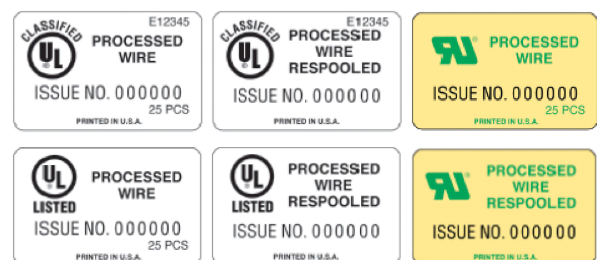 E12345
CLASSIFIED
UL
®
PROCESSED
WIRE
ISSUE NO. 000000
25 PCS
PRINTED IN U.S.A.
E12345
CLASSIFIED
UL
®
PROCESSED
WIRE
RESPOOLED
ISSUE NO. 000000
PRINTED IN U.S.A.
RU®
PROCESSED
WIRE
ISSUE NO. 000000
25 PCS
PRINTED IN U.S.A.
UL
®
LISTED
PROCESSED
WIRE
ISSUE NO. 000000
25 PCS
PRINTED IN U.S.A.
UL
®
LISTED
PROCESSED
WIRE
RESPOOLED
ISSUE NO. 000000
PRINTED IN U.S.A.
RU®
PROCESSED
WIRE
RESPOOLED
ISSUE NO. 000000
PRINTED IN U.S.A.